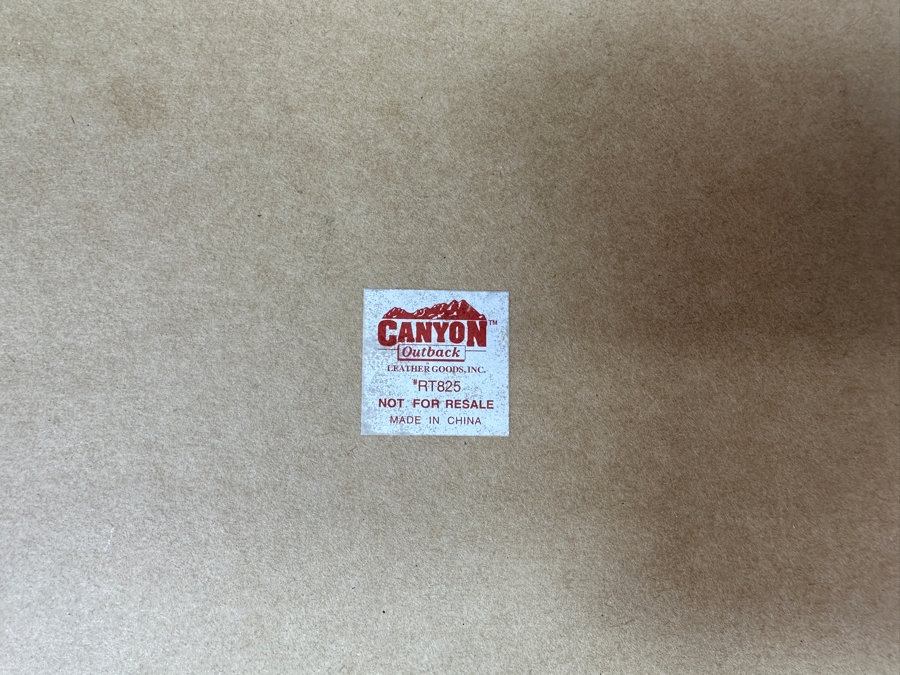 CANYON™
Outback
LEATHER GOODS, INC.
#RT825
NOT FOR RESALE
MADE IN CHINA